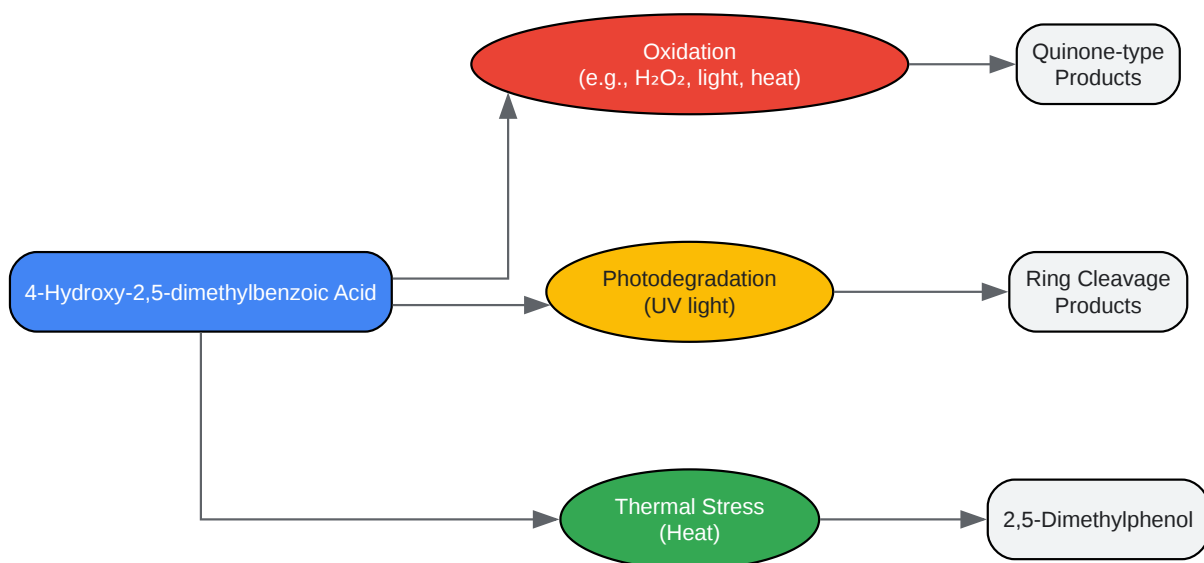 Oxidation
(e.g., H₂O₂, light, heat)
Quinone-type
Products
4-Hydroxy-2,5-dimethylbenzoic Acid
Photodegradation
(UV light)
Ring Cleavage
Products
Thermal Stress
(Heat)
2,5-Dimethylphenol